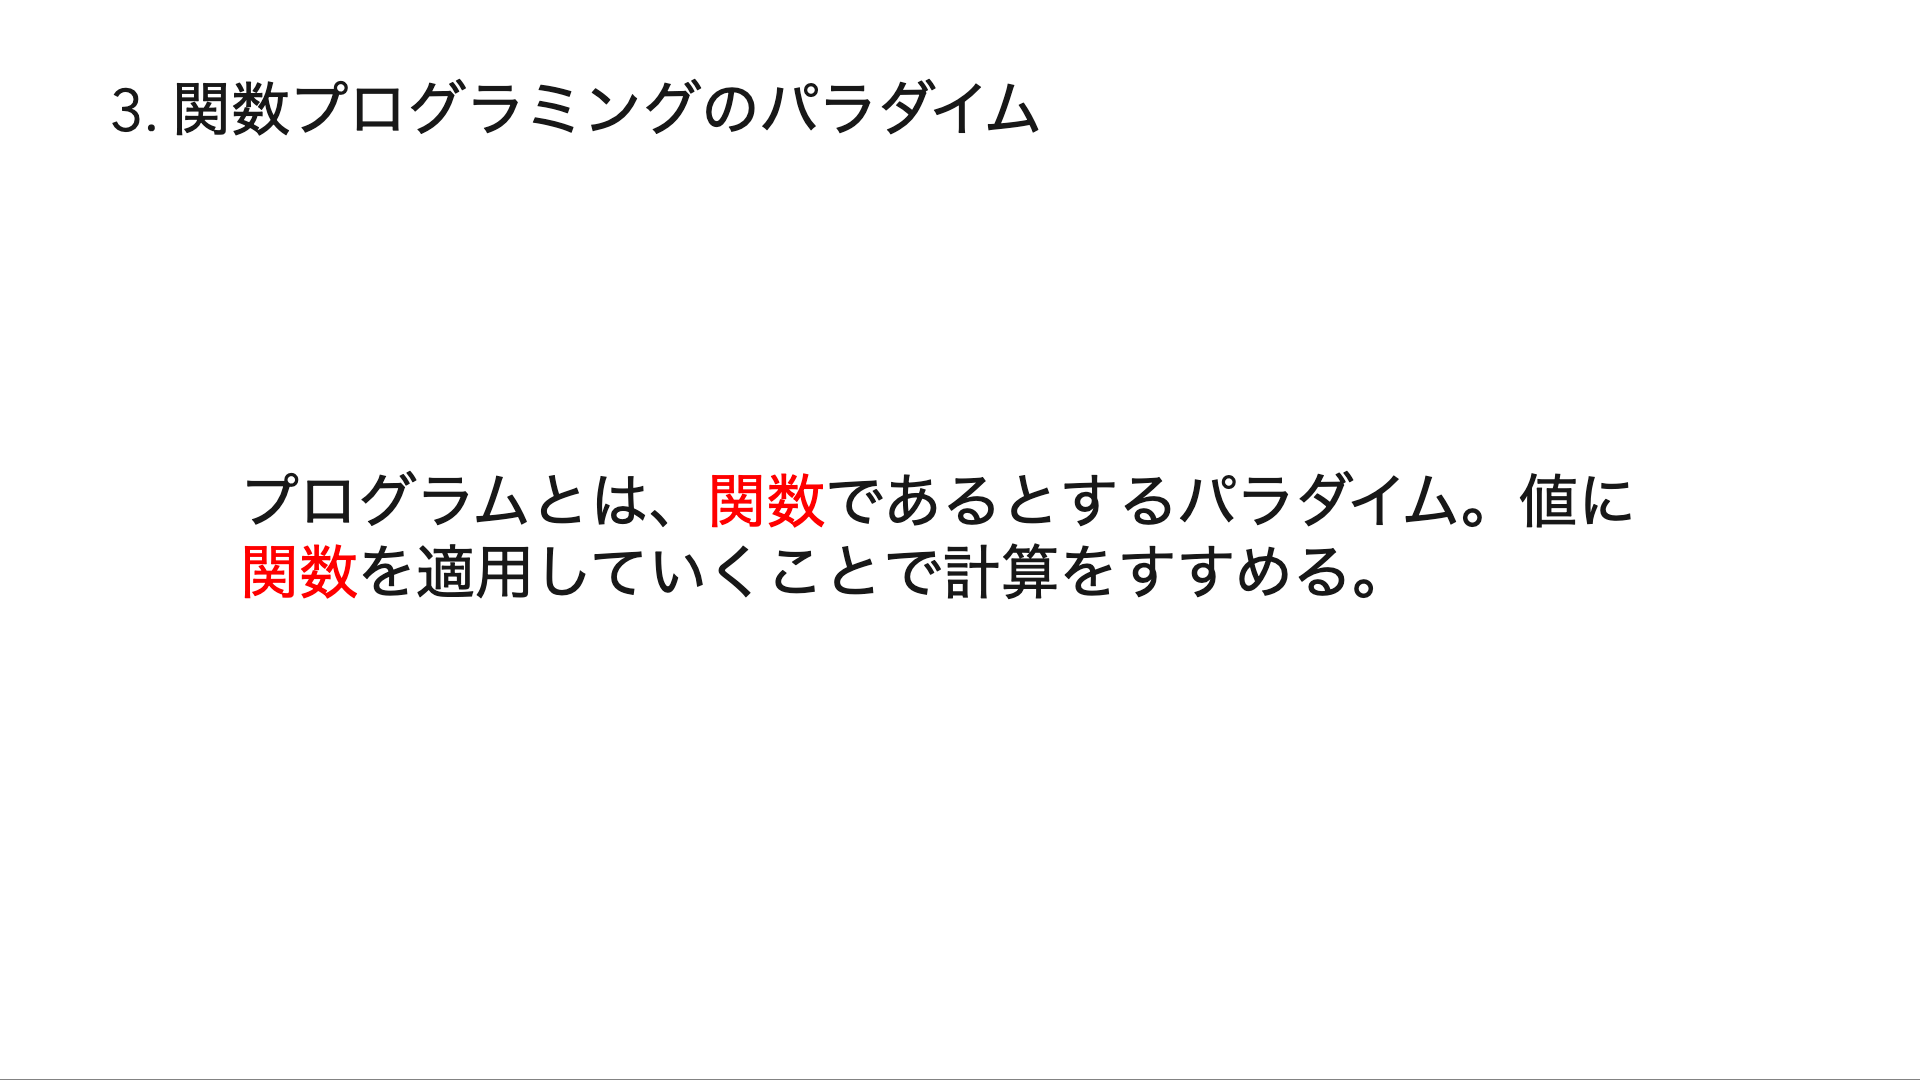 3. 関数プログラミングのパラダイム
プログラムとは、関数であるとするパラダイム。値に
関数を適用していくことで計算をすすめる。